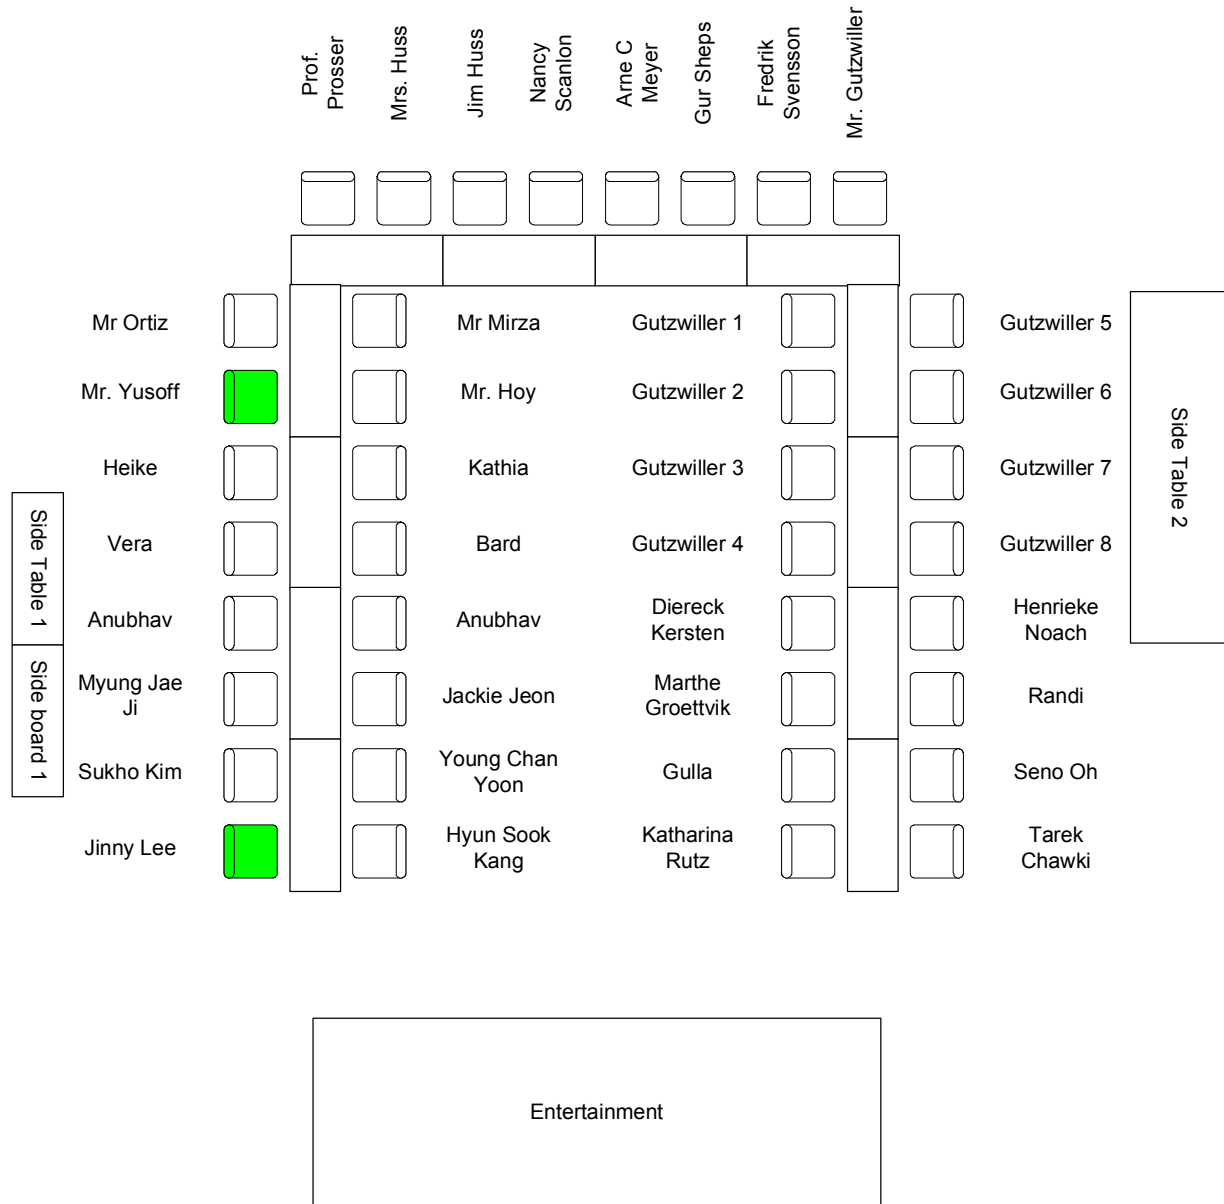 Prof.
Prosser
Mrs. Huss
Jim Huss
Nancy
Scanlon
Arne C
Meyer
Gur Sheps
Fredrik
Svensson
Mr. Gutzwiller
Mr Ortiz
Mr Mirza
Gutzwiller 1
Gutzwiller 5
Mr. Yusoff
Mr. Hoy
Gutzwiller 2
Gutzwiller 6
Heike
Kathia
Gutzwiller 3
Gutzwiller 7
Side Table 2
Vera
Bard
Gutzwiller 4
Gutzwiller 8
Side Table 1
Anubhav
Anubhav
Diereck
Kersten
Henrieke
Noach
Side board 1
Myung Jae
Ji
Jackie Jeon
Marthe
Groettvik
Randi
Sukho Kim
Young Chan
Yoon
Gulla
Seno Oh
Jinny Lee
Hyun Sook
Kang
Katharina
Rutz
Tarek
Chawki
Entertainment